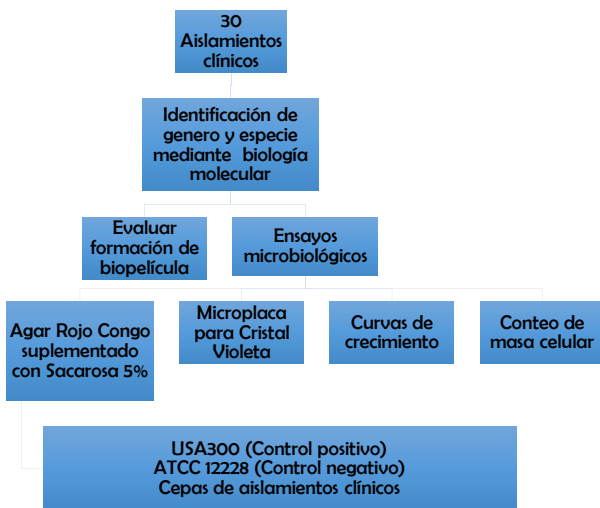 30
Aislamientos
clínicos
Identificación de
genero y especie
mediante biología
molecular
Evaluar
formación de
biopelícula
Ensayos
microbiológicos
Agar Rojo Congo
suplementado
con Sacarosa 5%
Microplaca
para Cristal
Violeta
Curvas de
crecimiento
Conteo de
masa celular
USA300 (Control positivo)
ATCC 12228 (Control negativo)
Cepas de aislamientos clínicos